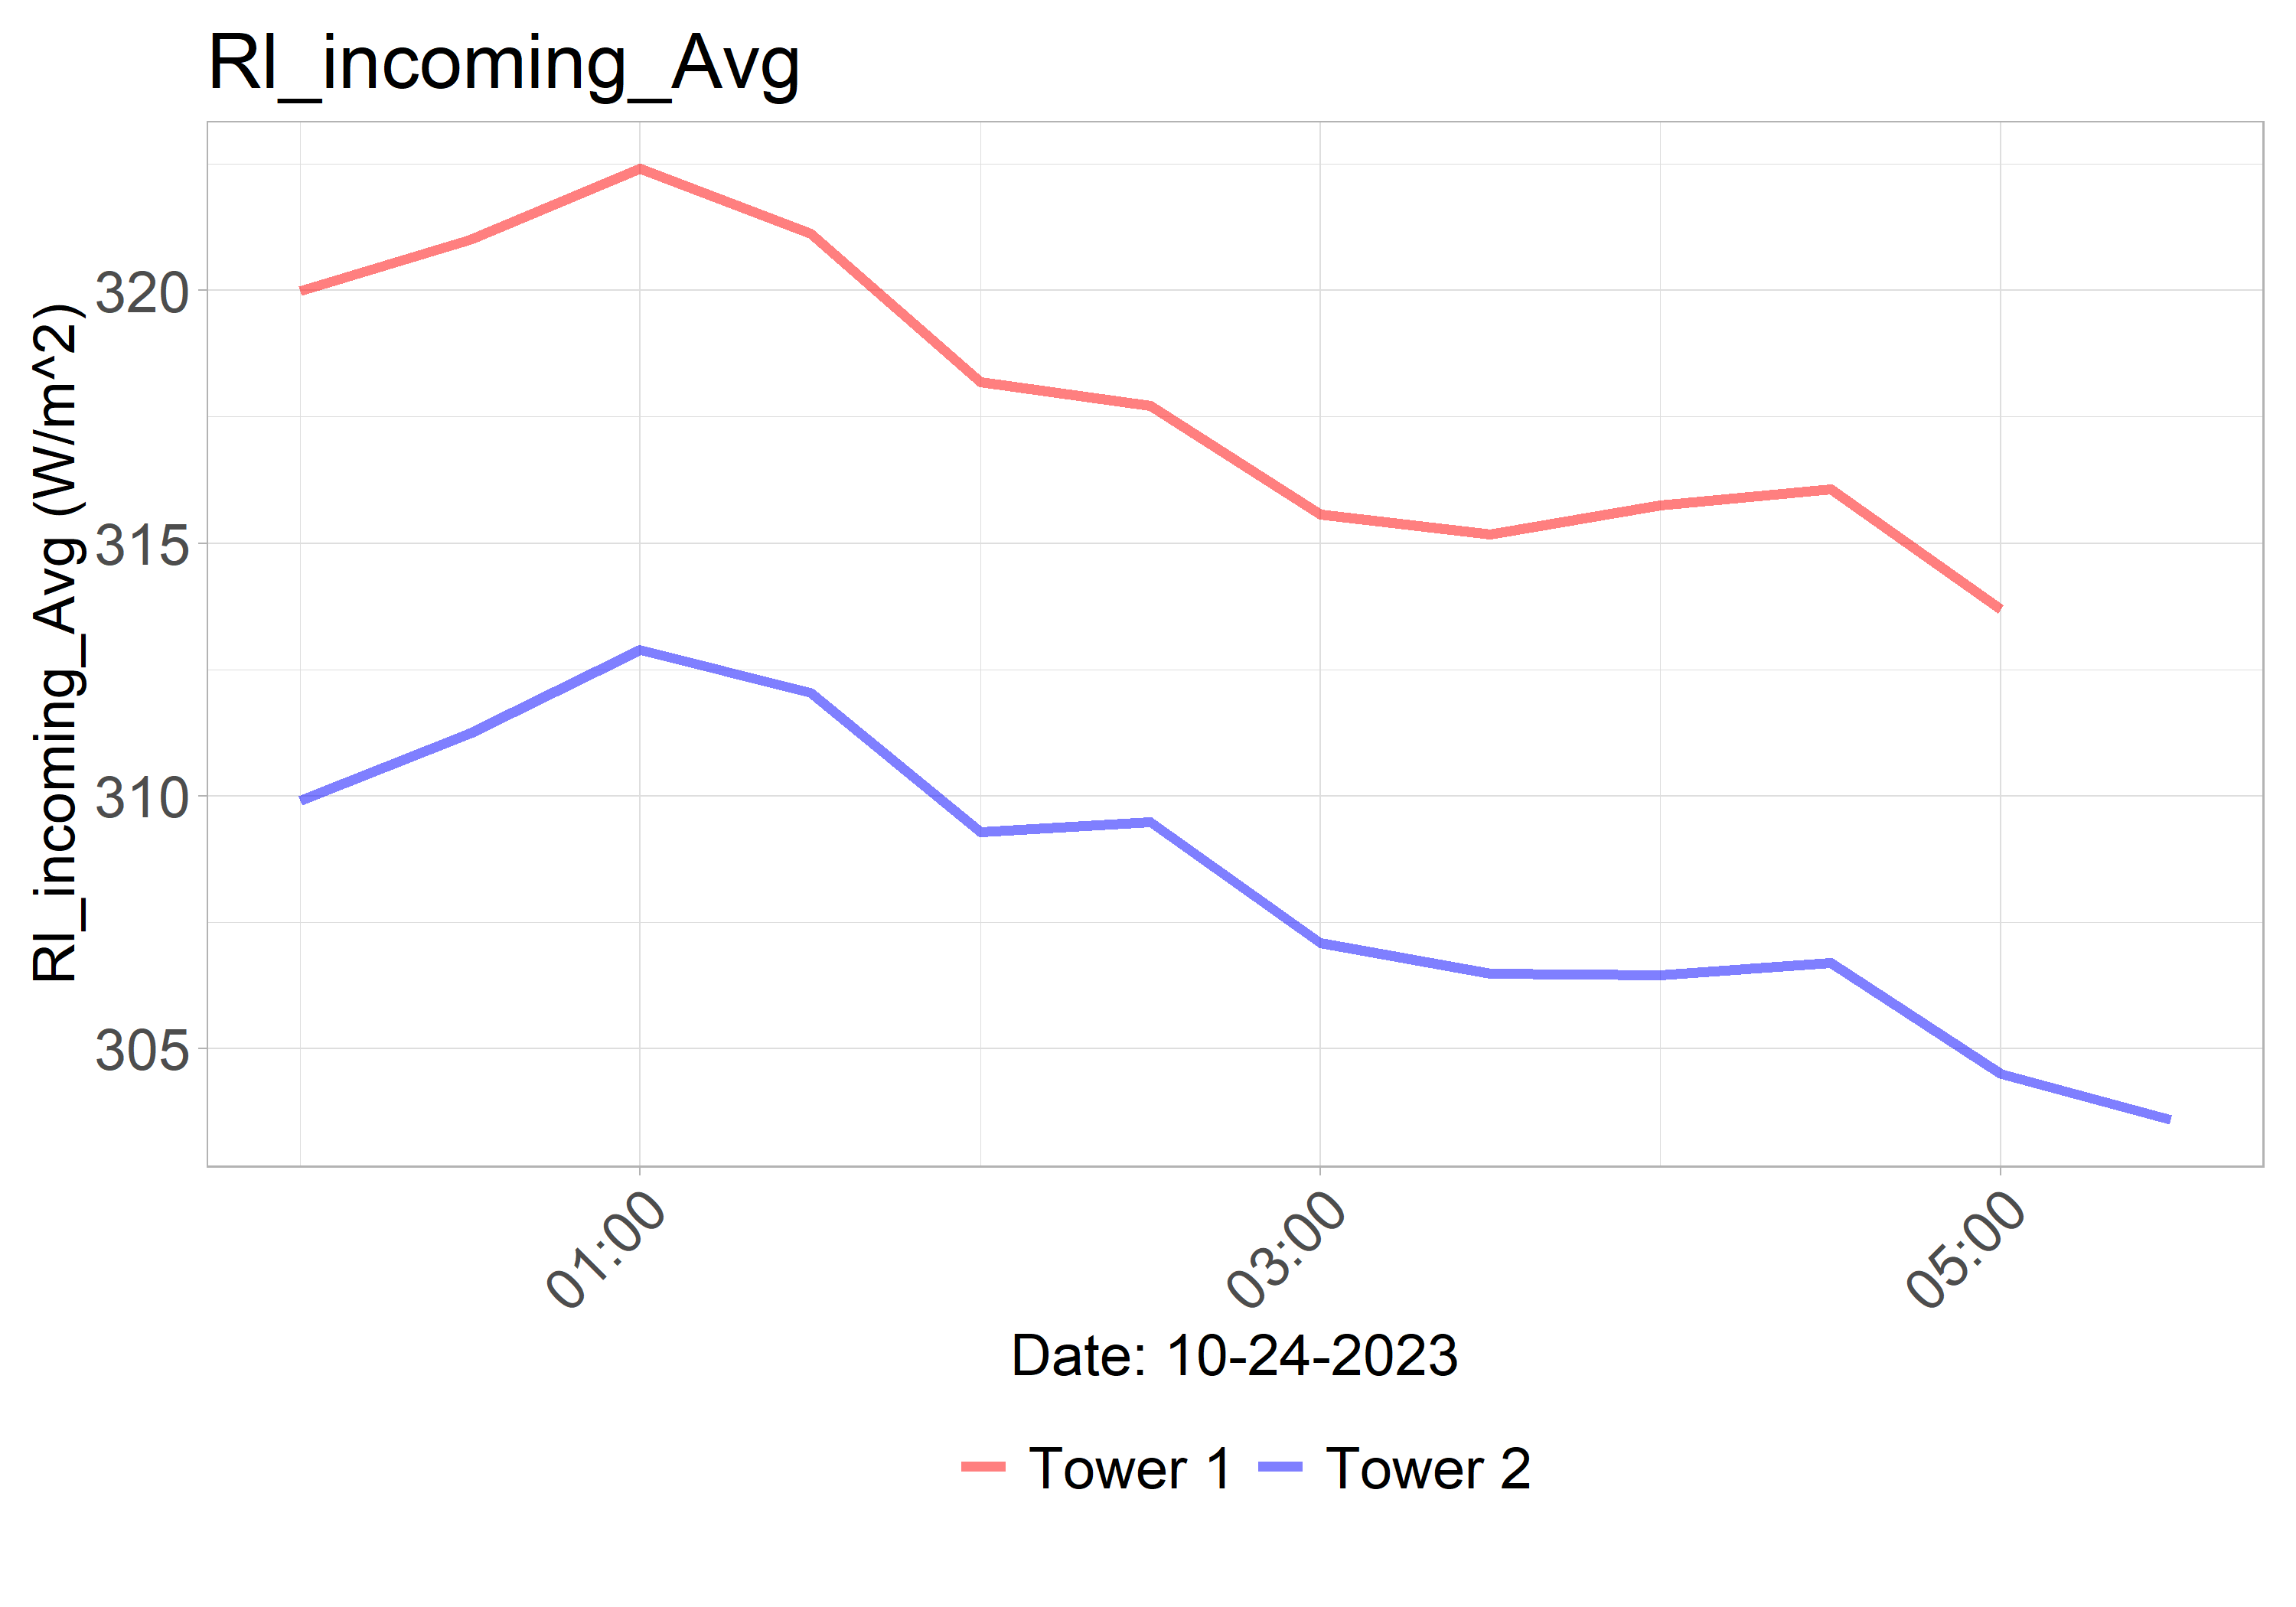 Rl_incoming_Avg
Rl_incoming_Avg (W/m^2)
320
315
310
305
01:00
03:00
05:00
Date: 10-24-2023
Tower 1
Tower 2